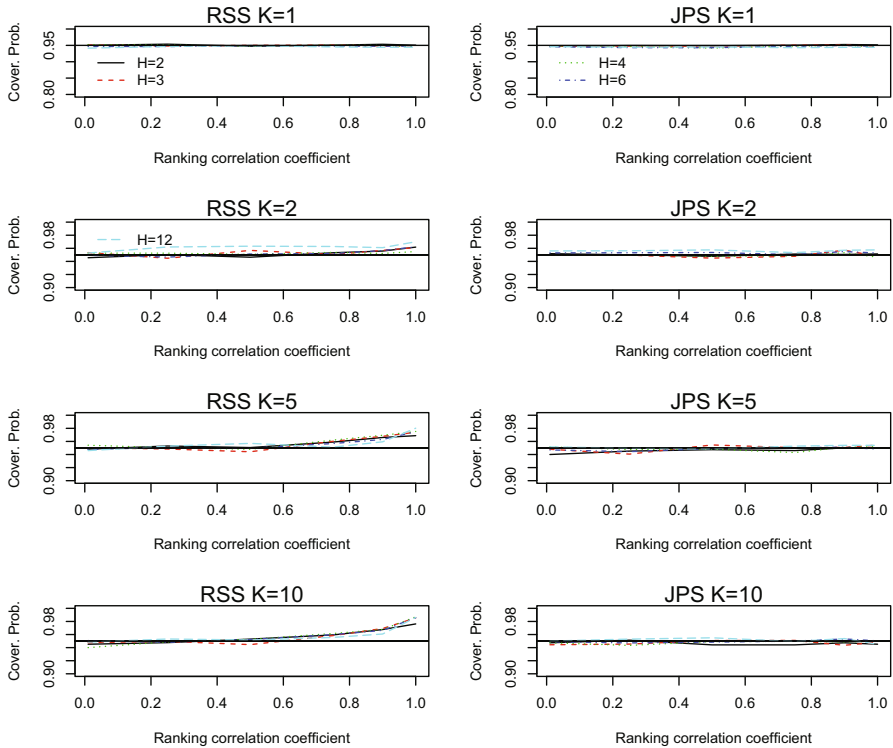 RSS K=1
Cover. Prob.
0.95
0.80
H=2
H=3
0.0 0.2 0.4 0.6 0.8 1.0
Ranking correlation coefficient
JPS K=1
Cover. Prob.
0.95
0.80
H=4
H=6
0.0 0.2 0.4 0.6 0.8 1.0
Ranking correlation coefficient
RSS K=2
Cover. Prob.
0.98
0.90
H=12
0.0 0.2 0.4 0.6 0.8 1.0
Ranking correlation coefficient
JPS K=2
Cover. Prob.
0.98
0.90
0.0 0.2 0.4 0.6 0.8 1.0
Ranking correlation coefficient
RSS K=5
Cover. Prob.
0.98
0.90
0.0 0.2 0.4 0.6 0.8 1.0
Ranking correlation coefficient
JPS K=5
Cover. Prob.
0.98
0.90
0.0 0.2 0.4 0.6 0.8 1.0
Ranking correlation coefficient
RSS K=10
Cover. Prob.
0.98
0.90
0.0 0.2 0.4 0.6 0.8 1.0
Ranking correlation coefficient
JPS K=10
Cover. Prob.
0.98
0.90
0.0 0.2 0.4 0.6 0.8 1.0
Ranking correlation coefficient